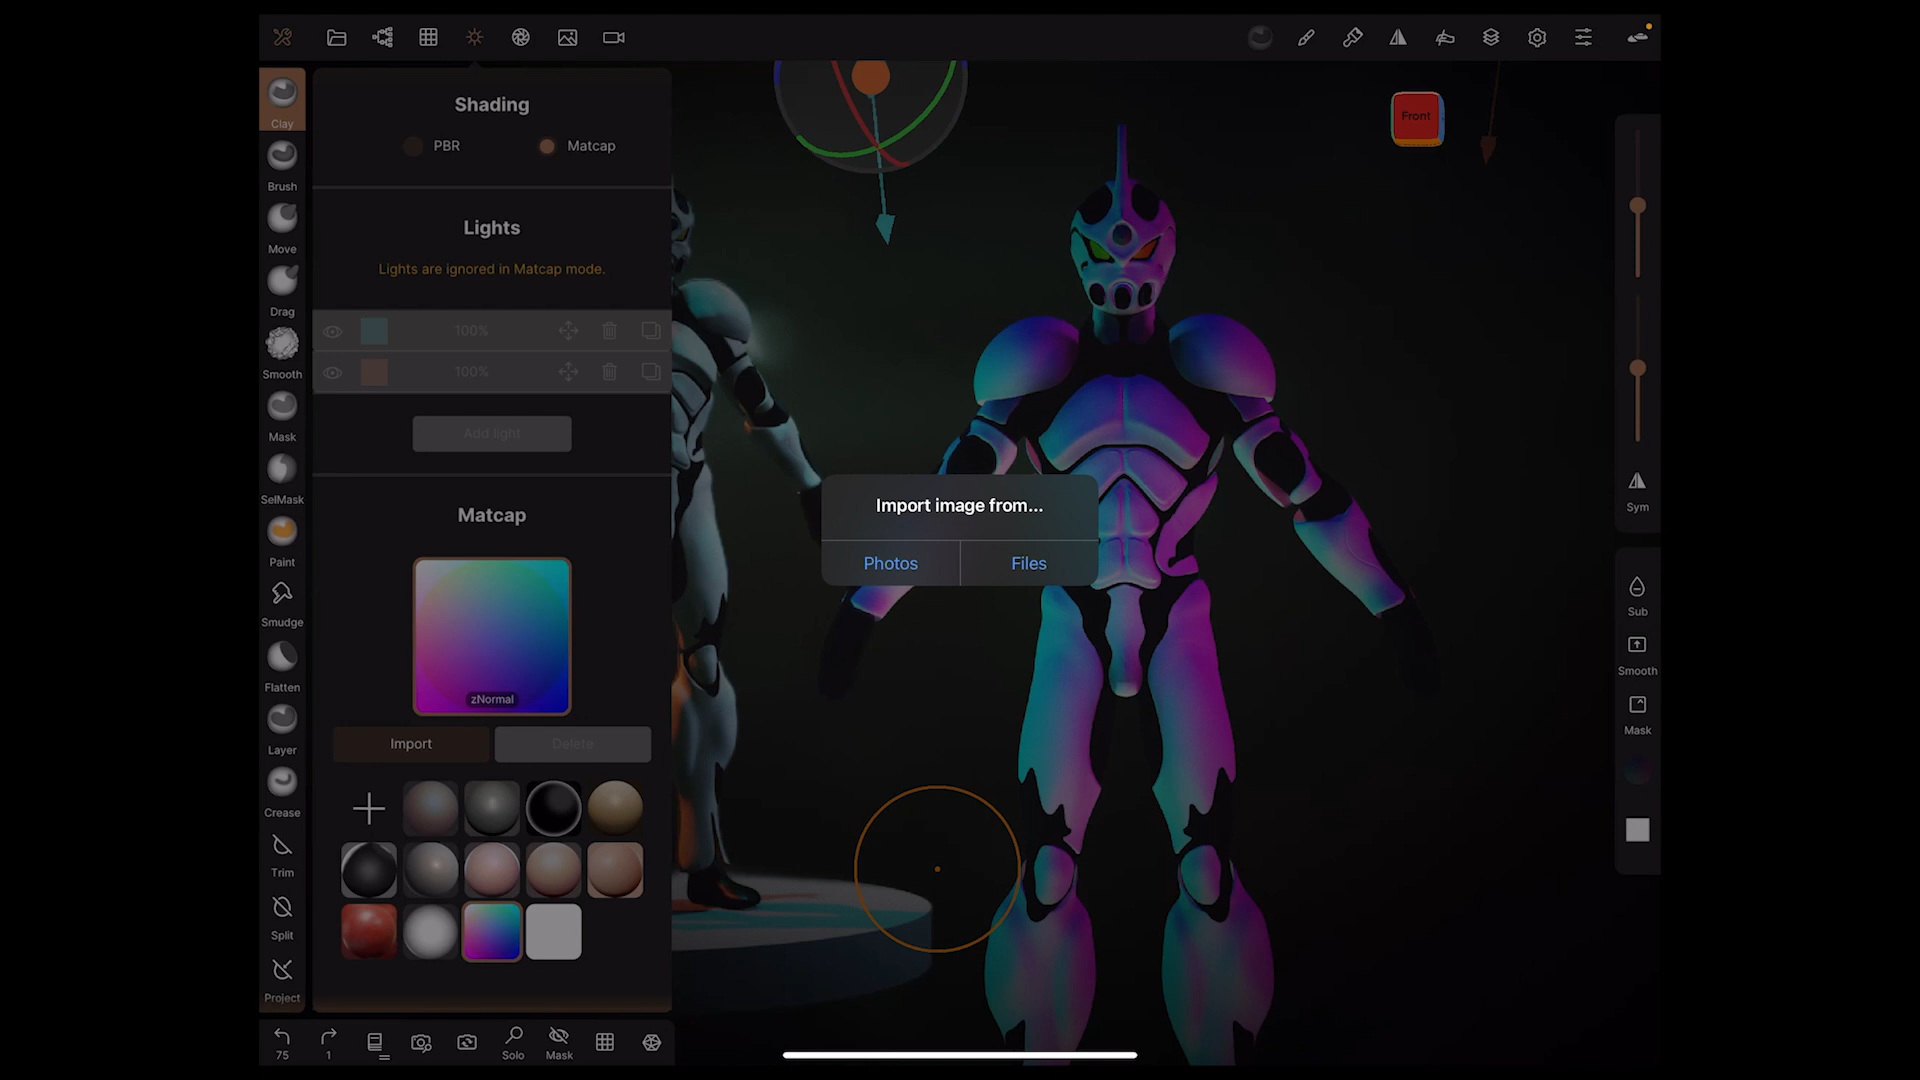 Shading
PBR
Matcap
Lights
Lights are ignored in Matcap mode.
100%
100%
Add light
Matcap
zNormal
Import
Delete
Clay
Brush
Move
Drag
Smooth
Mask
SelMask
Paint
Smudge
Flatten
Layer
Crease
Trim
Split
Project
75
1
Solo
Mask
Import image from...
Photos
Files
Front
Sym
Sub
Smooth
Mask